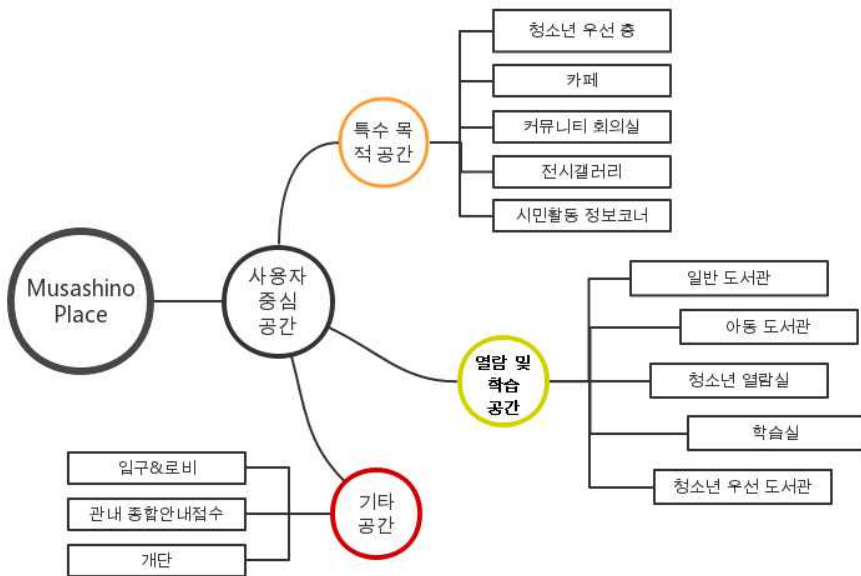 Musashino
Place
사용자
중심
공간
특수 목
적 공간
청소년 우선 층
카페
커뮤니티 회의실
전시갤러리
시민활동 정보코너
열람 및
학습
공간
일반 도서관
아동 도서관
청소년 열람실
학습실
청소년 우선 도서관
기타
공간
입구&로비
관내 종합안내접수
개단